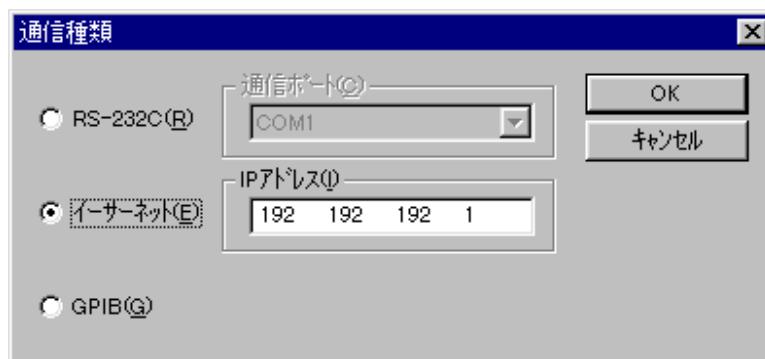 通信種類
通信ﾎﾟｰﾄ(C)
RS-232C(R)
COM1
OK
ｷｬﾝｾﾙ
IPｱﾄﾞﾚｽ(I)
ｲｰｻｰﾈｯﾄ(E)
192 192 192 1
GPIB(G)